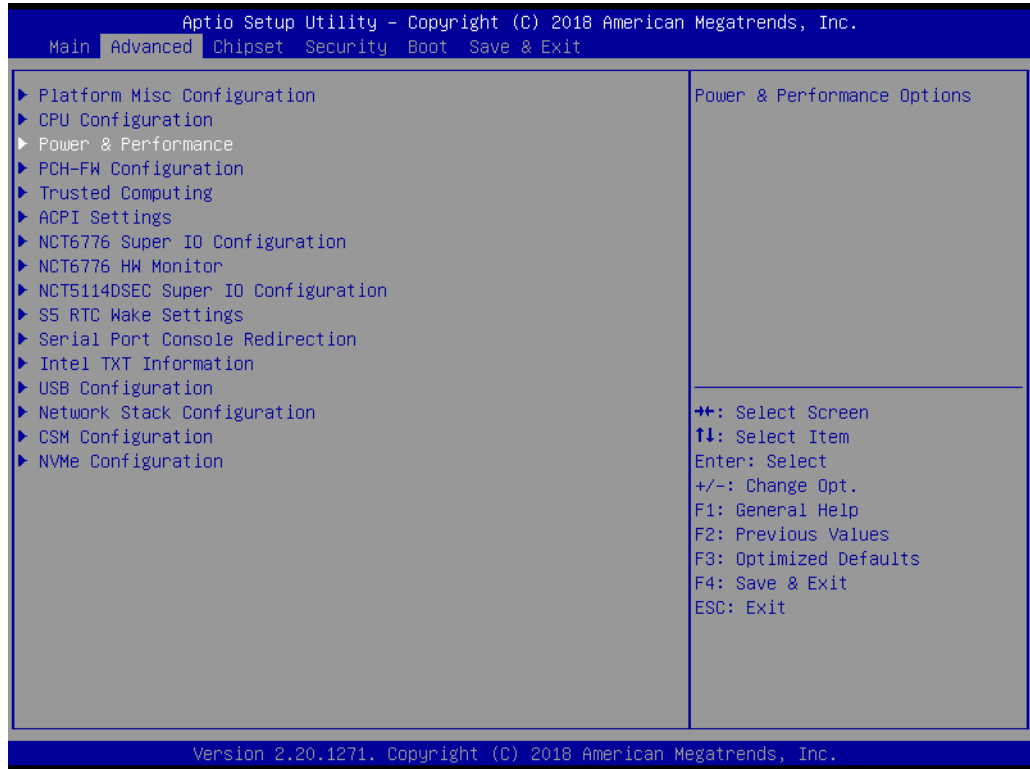 Aptio Setup Utility – Copyright (C) 2018 American Megatrends, Inc.
Main Advanced Chipset Security Boot Save & Exit
▶ Platform Misc Configuration
▶ CPU Configuration
▶ Power & Performance
▶ PCH-FW Configuration
▶ Trusted Computing
▶ ACPI Settings
▶ NCT6776 Super IO Configuration
▶ NCT6776 HW Monitor
▶ NCT5114DSEC Super IO Configuration
▶ S5 RTC Wake Settings
▶ Serial Port Console Redirection
▶ Intel TXT Information
▶ USB Configuration
▶ Network Stack Configuration
▶ CSM Configuration
▶ NVMe Configuration
Power & Performance Options
→←: Select Screen
↑↓: Select Item
Enter: Select
+/-: Change Opt.
F1: General Help
F2: Previous Values
F3: Optimized Defaults
F4: Save & Exit
ESC: Exit
Version 2.20.1271. Copyright (C) 2018 American Megatrends, Inc.